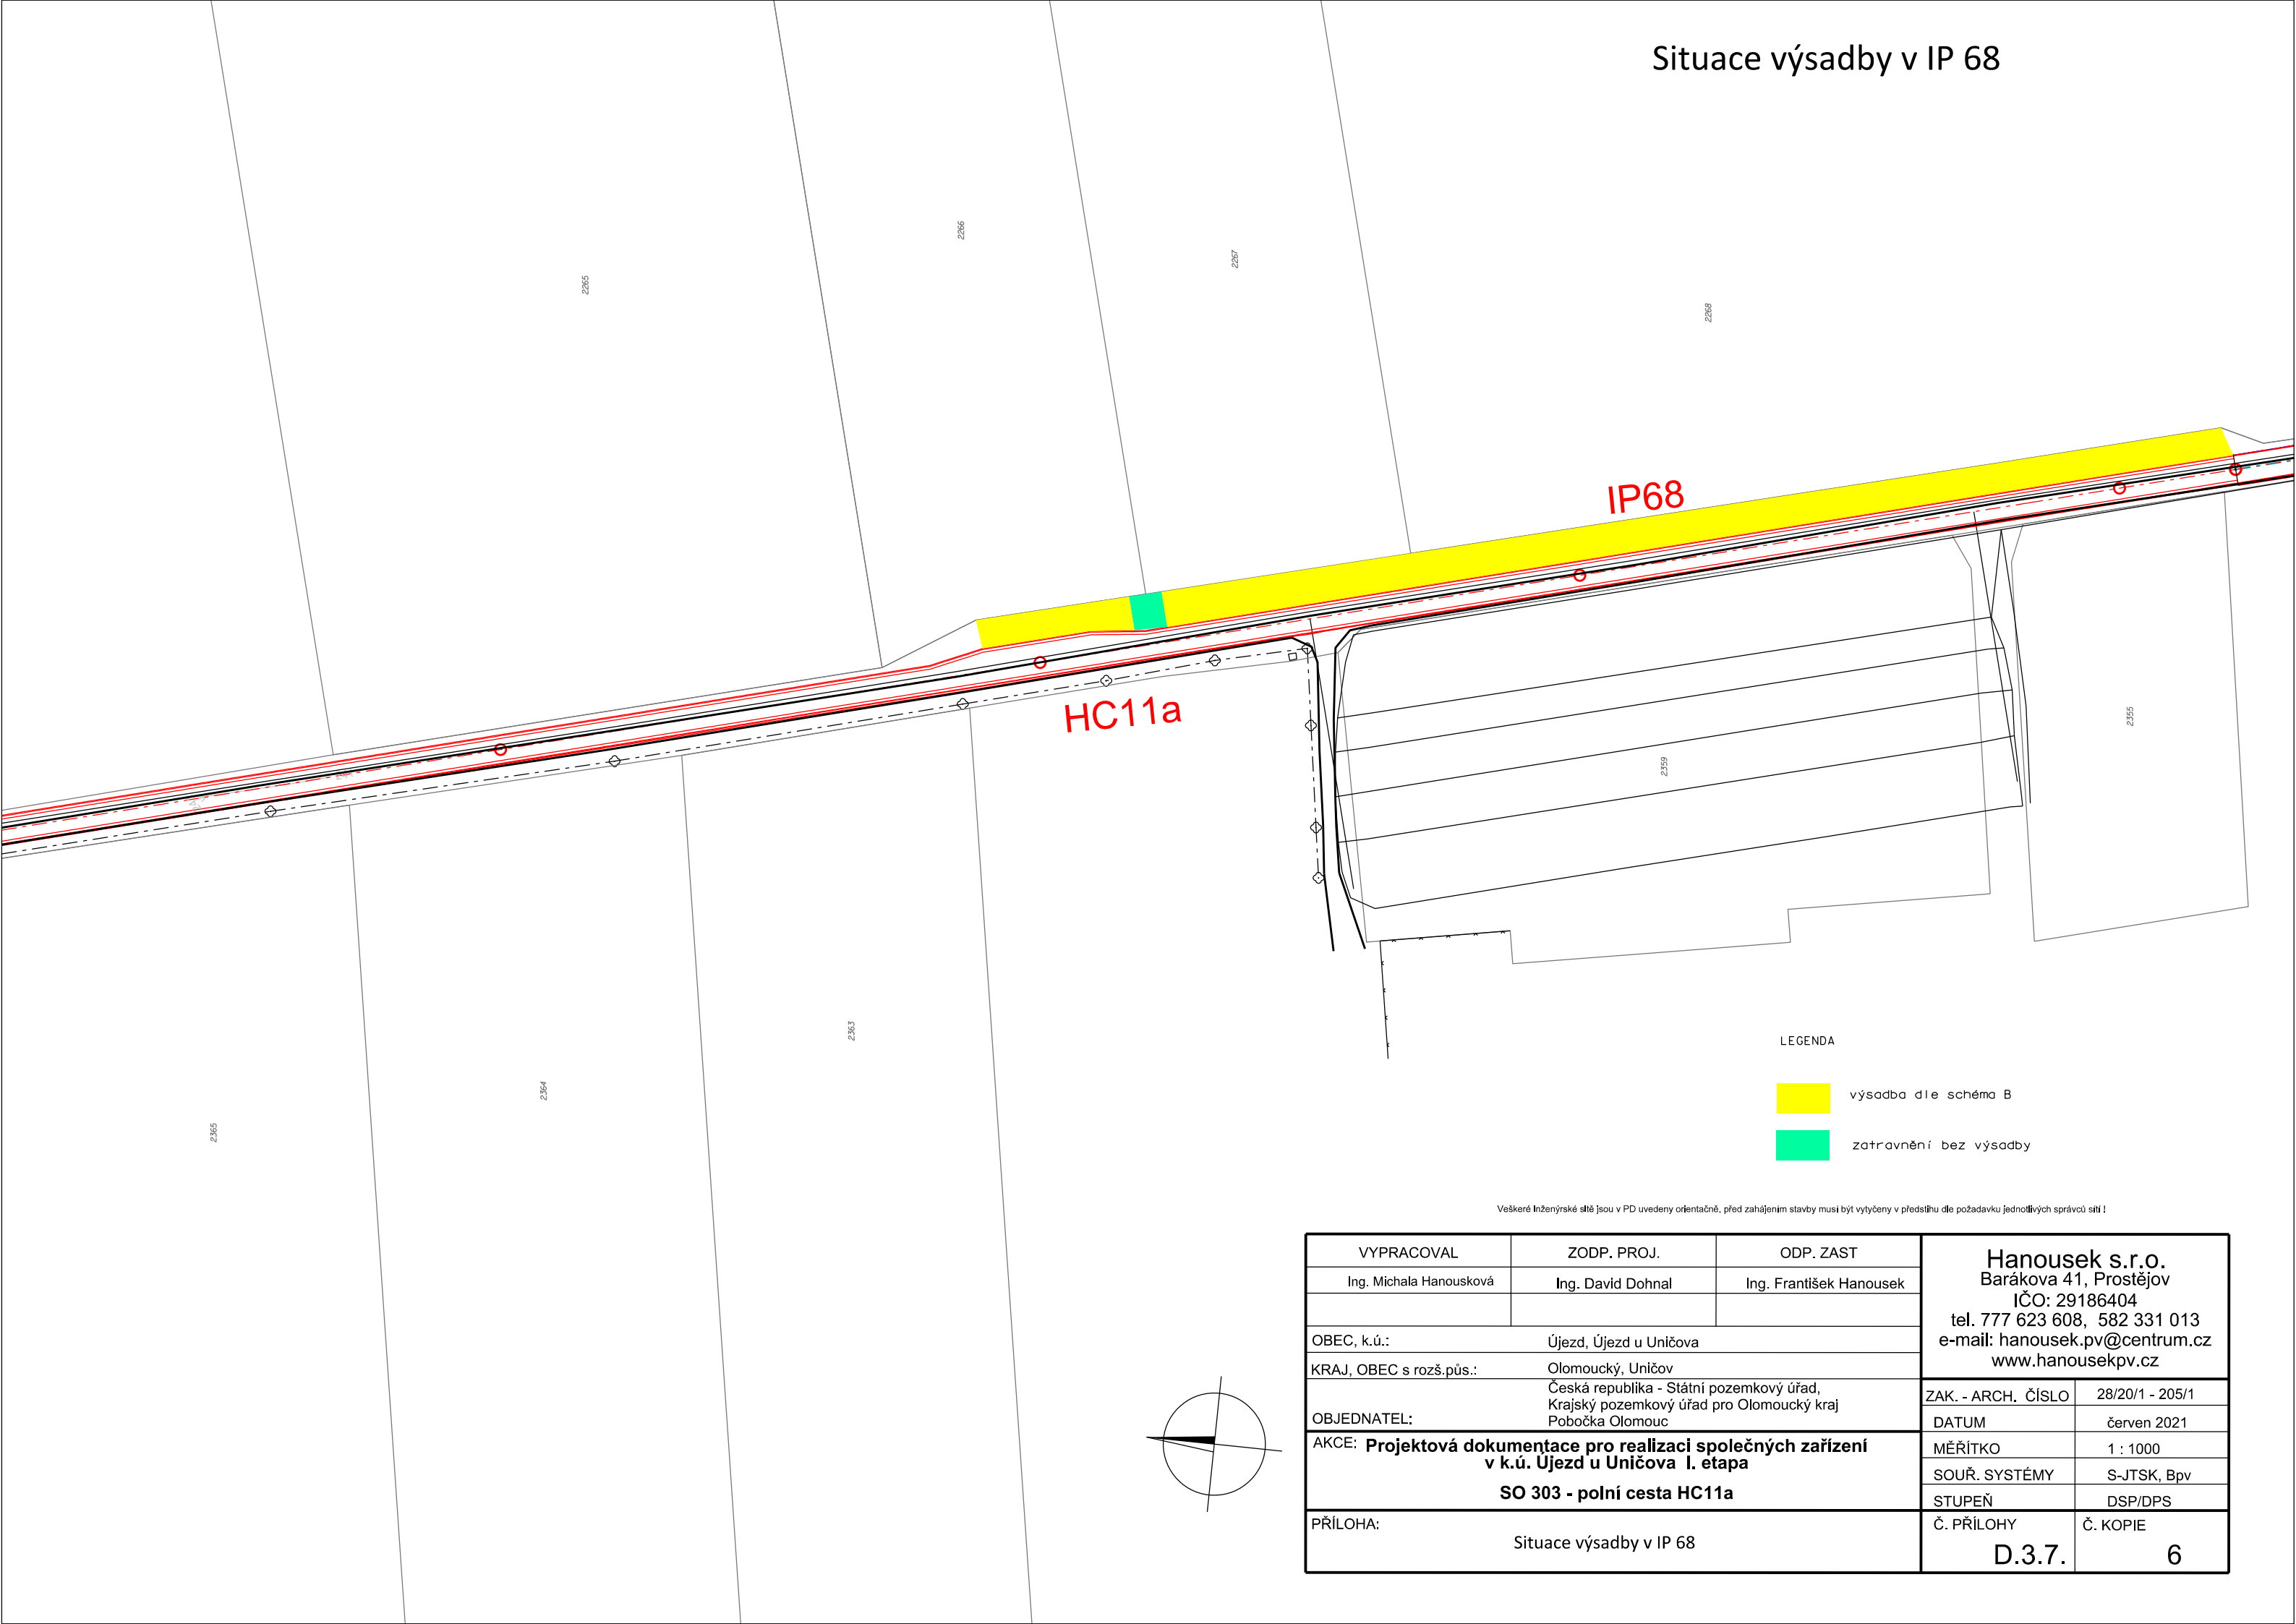 Situace výsadby v IP 68
2265
2266
2267
2268
IP68
HC11a
2359
2355
2363
2364
2365
LEGENDA
výsadba dle schéma B
zatravnění bez výsadby
Veškeré inženýrské sítě jsou v PD uvedeny orientačně, před zahájením stavby musí být vytyčeny v předstihu dle požadavku jednotlivých správců sítí !
VYPRACOVAL ZODP. PROJ. ODP. ZAST
Ing. Michala Hanousková Ing. David Dohnal Ing. František Hanousek
Hanousek s.r.o.
Barákova 41, Prostějov
IČO: 29186404
tel. 777 623 608, 582 331 013
e-mail: hanousek.pv@centrum.cz
www.hanousekpv.cz
OBEC, k.ú.: Újezd, Újezd u Uničova
KRAJ, OBEC s rozš.půs.: Olomoucký, Uničov
OBJEDNATEL: Česká republika - Státní pozemkový úřad,
Krajský pozemkový úřad pro Olomoucký kraj
Pobočka Olomouc
AKCE: Projektová dokumentace pro realizaci společných zařízení
v k.ú. Újezd u Uničova I. etapa
SO 303 - polní cesta HC11a
ZAK. - ARCH. ČÍSLO 28/20/1 - 205/1
DATUM červen 2021
MĚŘÍTKO 1 : 1000
SOUŘ. SYSTÉMY S-JTSK, Bpv
STUPEŇ DSP/DPS
PŘÍLOHA: Situace výsadby v IP 68
Č. PŘÍLOHY Č. KOPIE
D.3.7. 6